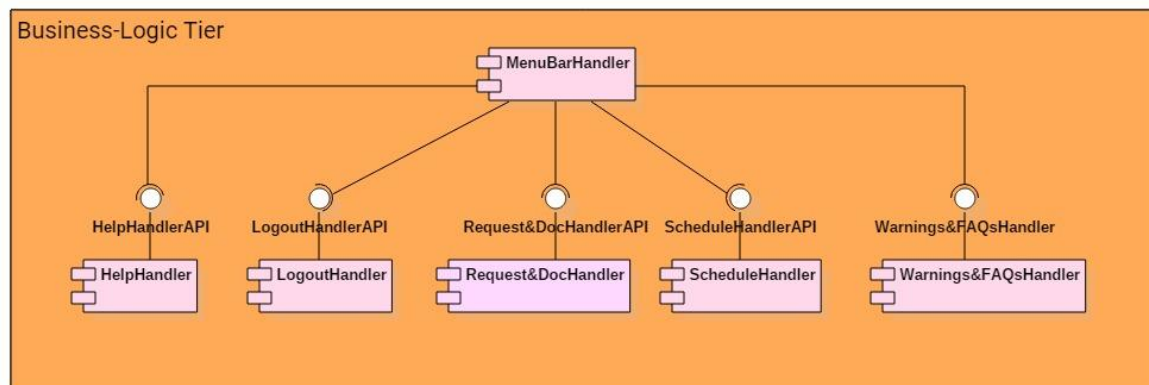 Business-Logic Tier
MenuBarHandler
HelpHandlerAPI
LogoutHandlerAPI
Request&DocHandlerAPI
ScheduleHandlerAPI
Warnings&FAQsHandler
HelpHandler
LogoutHandler
Request&DocHandler
ScheduleHandler
Warnings&FAQsHandler